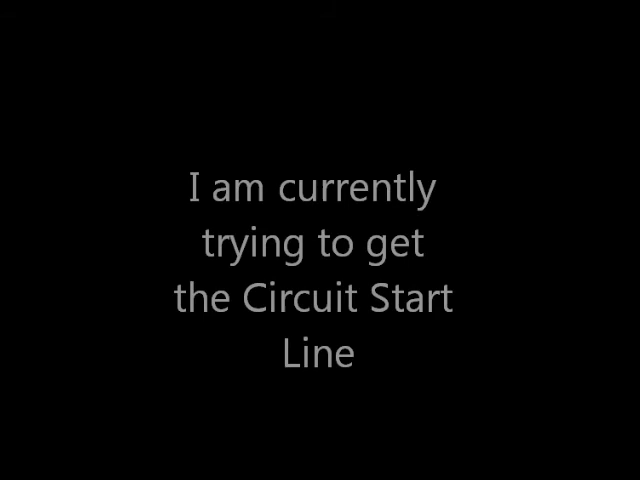 I am currently
trying to get
the Circuit Start
Line